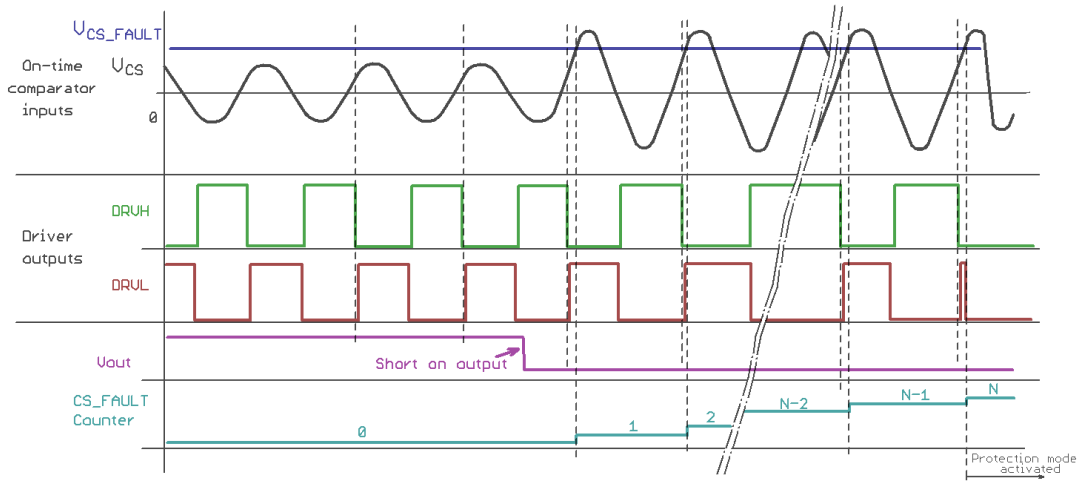 VCS_FAULT
On-time
comparator
inputs
VCS
0
DRVH
Driver
outputs
DRVL
Vout
Short on output
CS_FAULT
Counter
0
1
2
N-2
N-1
N
Protection mode
activated